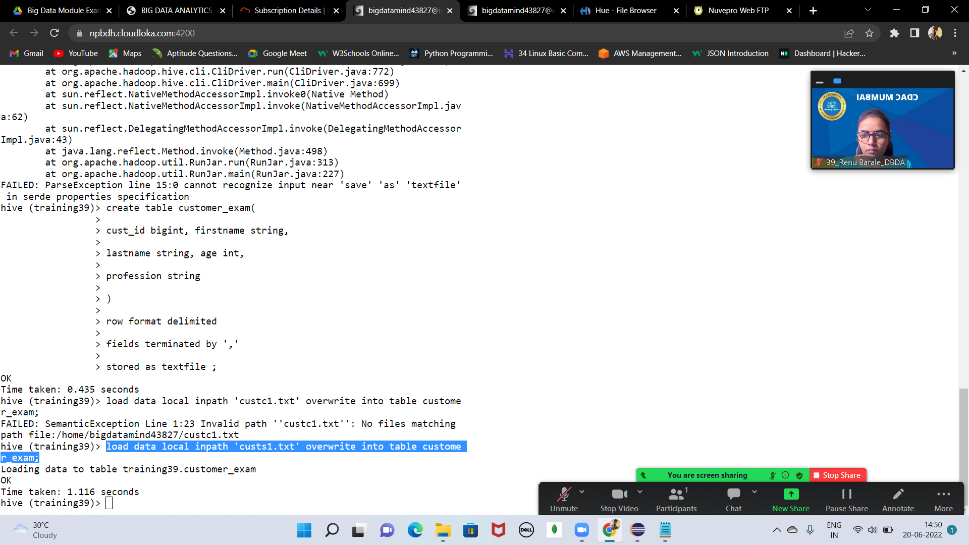 Big Data Module Exan
BIG DATA ANALYTICS
Subscription Details |
bigdatamind43827@i
bigdatamind43827@i
Hue - File Browser
Nuvepro Web FTP
npbdh.cloudloka.com:4200
Gmail
YouTube
Maps
Aptitude Questions...
Google Meet
W3Schools Online...
Python Programmi...
34 Linux Basic Com...
AWS Management...
JSON Introduction
Dashboard | Hacker...
at org.apache.hadoop.hive.cli.CliDriver.run(CliDriver.java:772)
at org.apache.hadoop.hive.cli.CliDriver.main(CliDriver.java:699)
at sun.reflect.NativeMethodAccessorImpl.invoke0(Native Method)
at sun.reflect.NativeMethodAccessorImpl.invoke(NativeMethodAccessorImpl.jav
a:62)
at sun.reflect.DelegatingMethodAccessorImpl.invoke(DelegatingMethodAccessor
Impl.java:43)
at java.lang.reflect.Method.invoke(Method.java:498)
at org.apache.hadoop.util.RunJar.run(RunJar.java:313)
at org.apache.hadoop.util.RunJar.main(RunJar.java:227)
FAILED: ParseException line 15:0 cannot recognize input near 'save' 'as' 'textfile'
in serde properties specification
hive (training39)> create table customer_exam(
>
> cust_id bigint, firstname string,
>
> lastname string, age int,
>
> profession string
>
> )
>
> row format delimited
>
> fields terminated by ','
>
> stored as textfile ;
OK
Time taken: 0.435 seconds
hive (training39)> load data local inpath 'custc1.txt' overwrite into table custome
r_exam;
FAILED: SemanticException Line 1:23 Invalid path ''custc1.txt'': No files matching
path file:/home/bigdatamind43827/custc1.txt
hive (training39)> load data local inpath 'custs1.txt' overwrite into table custome
r_exam;
Loading data to table training39.customer_exam
OK
Time taken: 1.116 seconds
hive (training39)>
CDAC MUMBAI
39_Renu Barale_DBDA
You are screen sharing
Stop Share
Unmute
Stop Video
Participants
1
Chat
New Share
Pause Share
Annotate
More
30°C
Cloudy
DELL
ENG
IN
14:50
20-06-2022
1